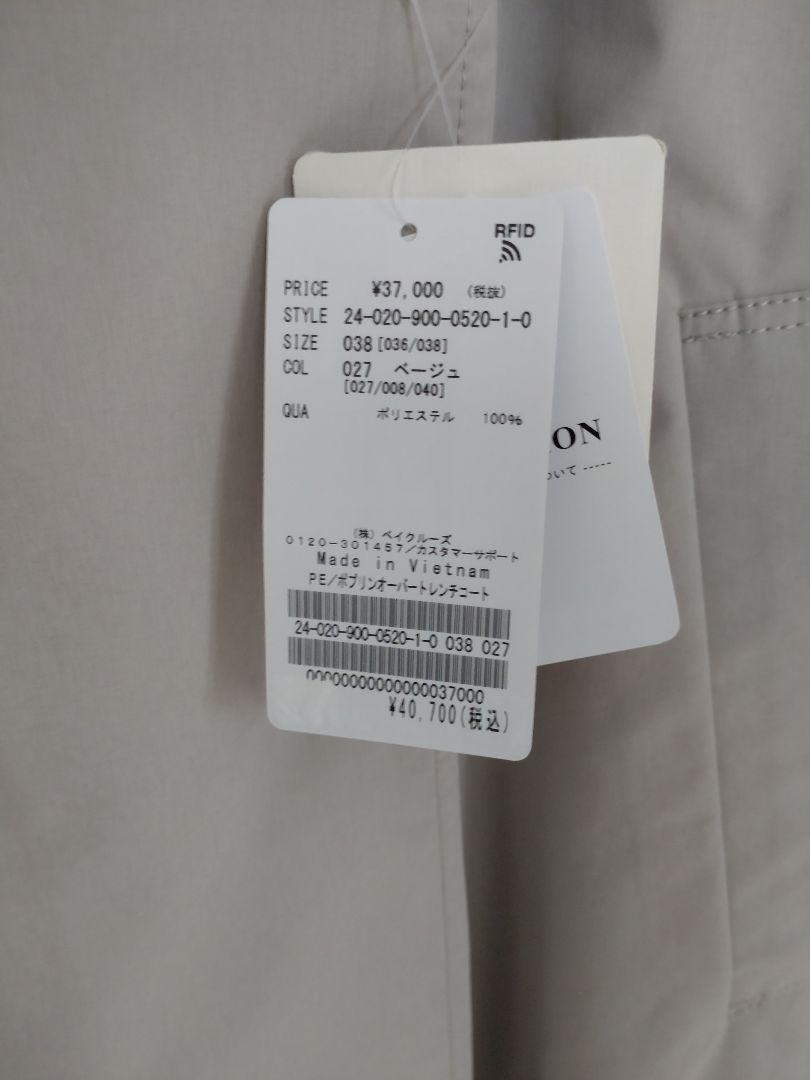 RFID
PRICE ¥37,000 (税抜)
STYLE 24-020-900-0520-1-0
SIZE 038 [036/038]
COL 027 ベージュ
[027/008/040]
QUA ポリエステル 100%
(株) ベイクルーズ
0120-301457/カスタマーサポート
Made in Vietnam
PE/ポプリンオーバートレンチコート
24-020-900-0520-1-0 038 027
00000000000000037000
¥40,700(税込)
ON
ついて -----